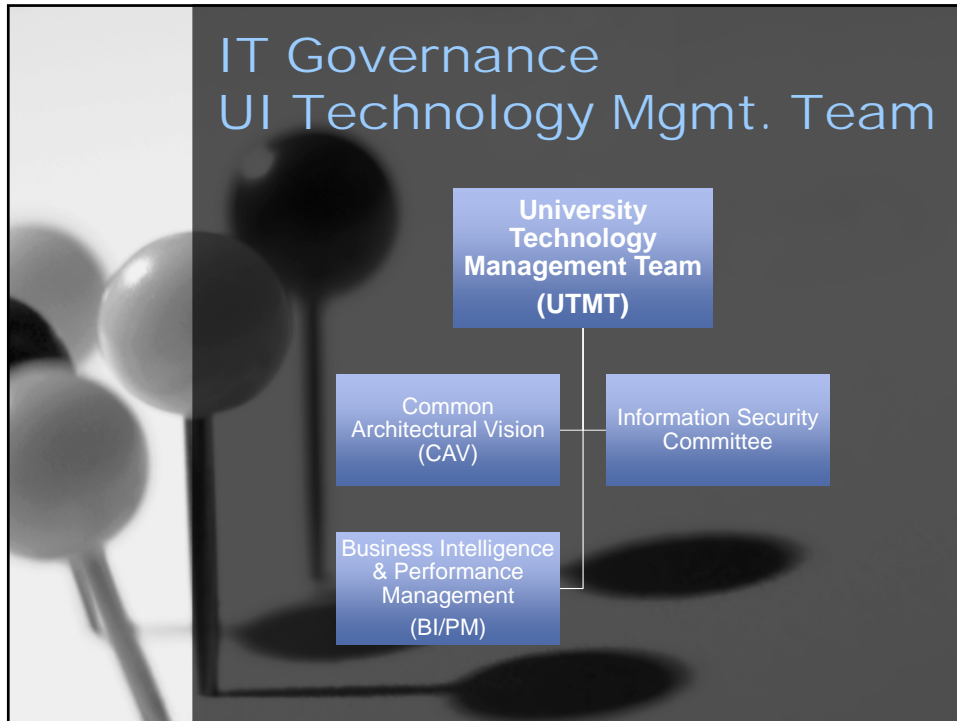 IT Governance
UI Technology Mgmt. Team
University
Technology
Management Team
(UTMT)
Common
Architectural Vision
(CAV)
Information Security
Committee
Business Intelligence
& Performance
Management
(BI/PM)